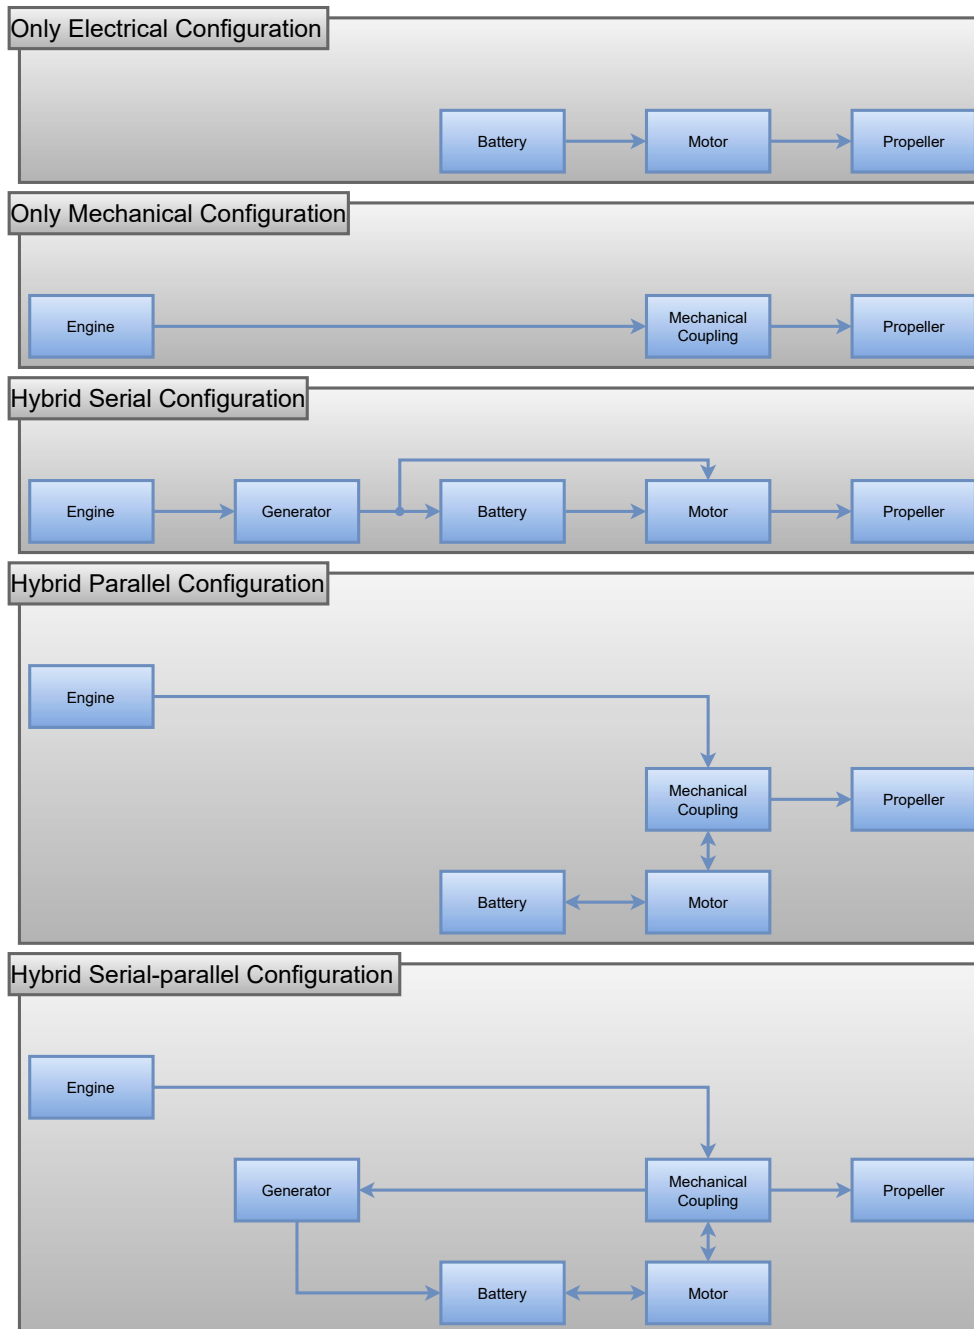 Only Electrical Configuration
Battery
Motor
Propeller
Only Mechanical Configuration
Engine
Mechanical
Coupling
Propeller
Hybrid Serial Configuration
Engine
Generator
Battery
Motor
Propeller
Hybrid Parallel Configuration
Engine
Mechanical
Coupling
Propeller
Battery
Motor
Hybrid Serial-parallel Configuration
Engine
Generator
Mechanical
Coupling
Propeller
Battery
Motor